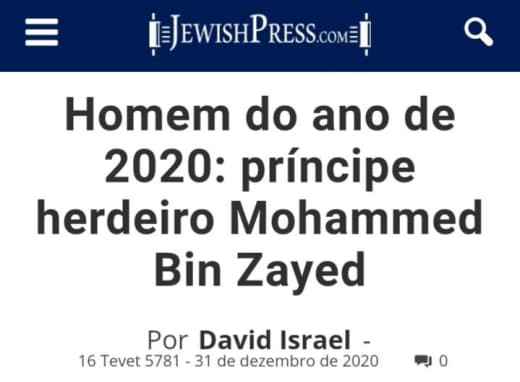 JEWISHPRESS.COM
Homem do ano de
2020: príncipe
herdeiro Mohammed
Bin Zayed
Por David Israel -
16 Tevet 5781 - 31 de dezembro de 2020 0